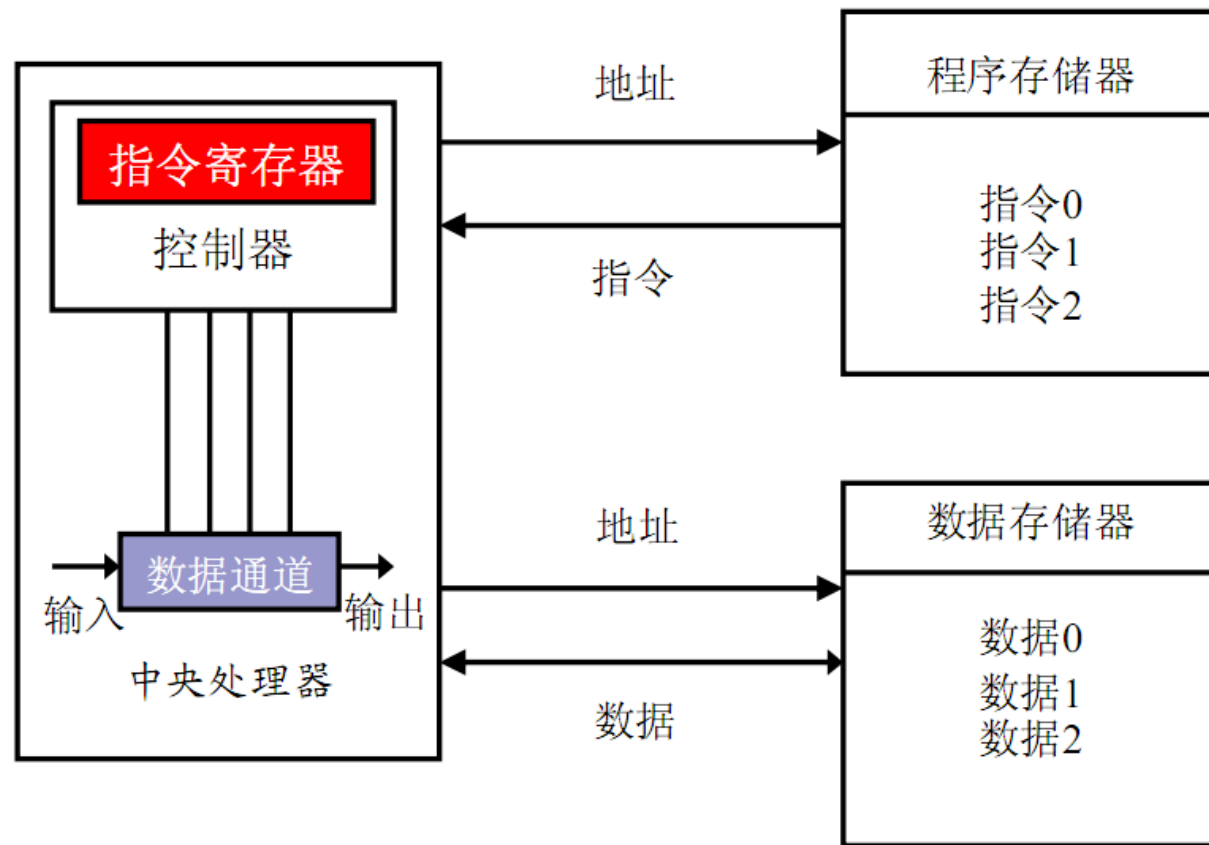 指令寄存器
控制器
输入
数据通道
输出
中央处理器
地址
指令
程序存储器
指令0
指令1
指令2
地址
数据
数据存储器
数据0
数据1
数据2